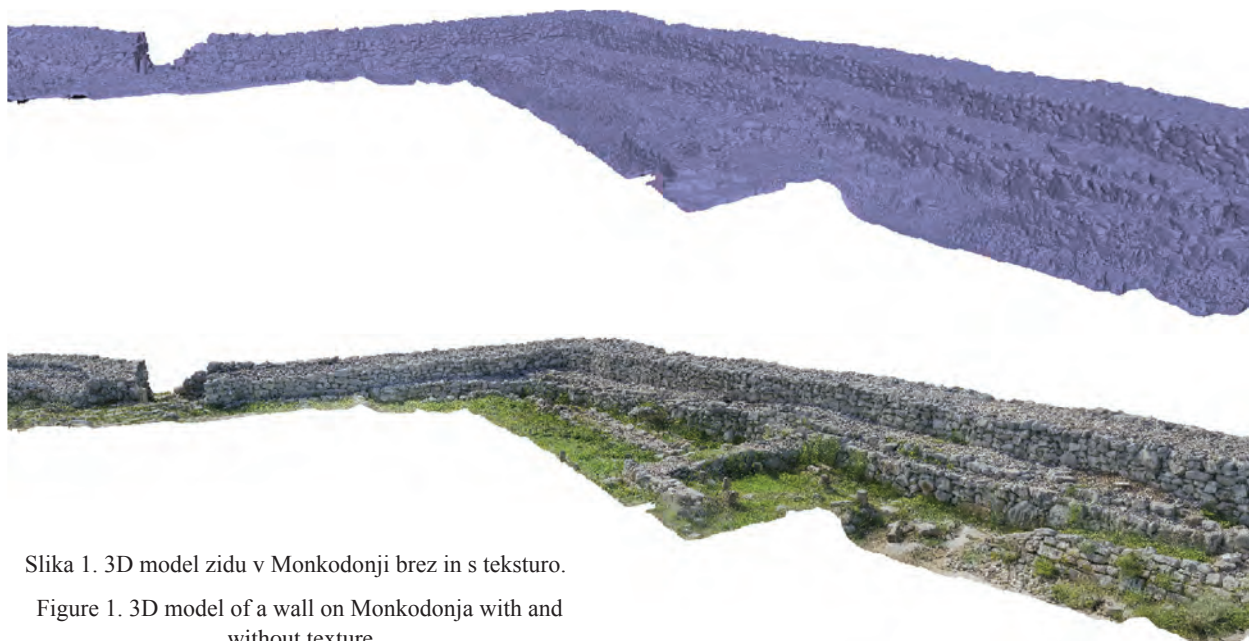 Slika 1. 3D model zidu v Monkodonji brez in s teksturo.
Figure 1. 3D model of a wall on Monkodonja with and
without texture.